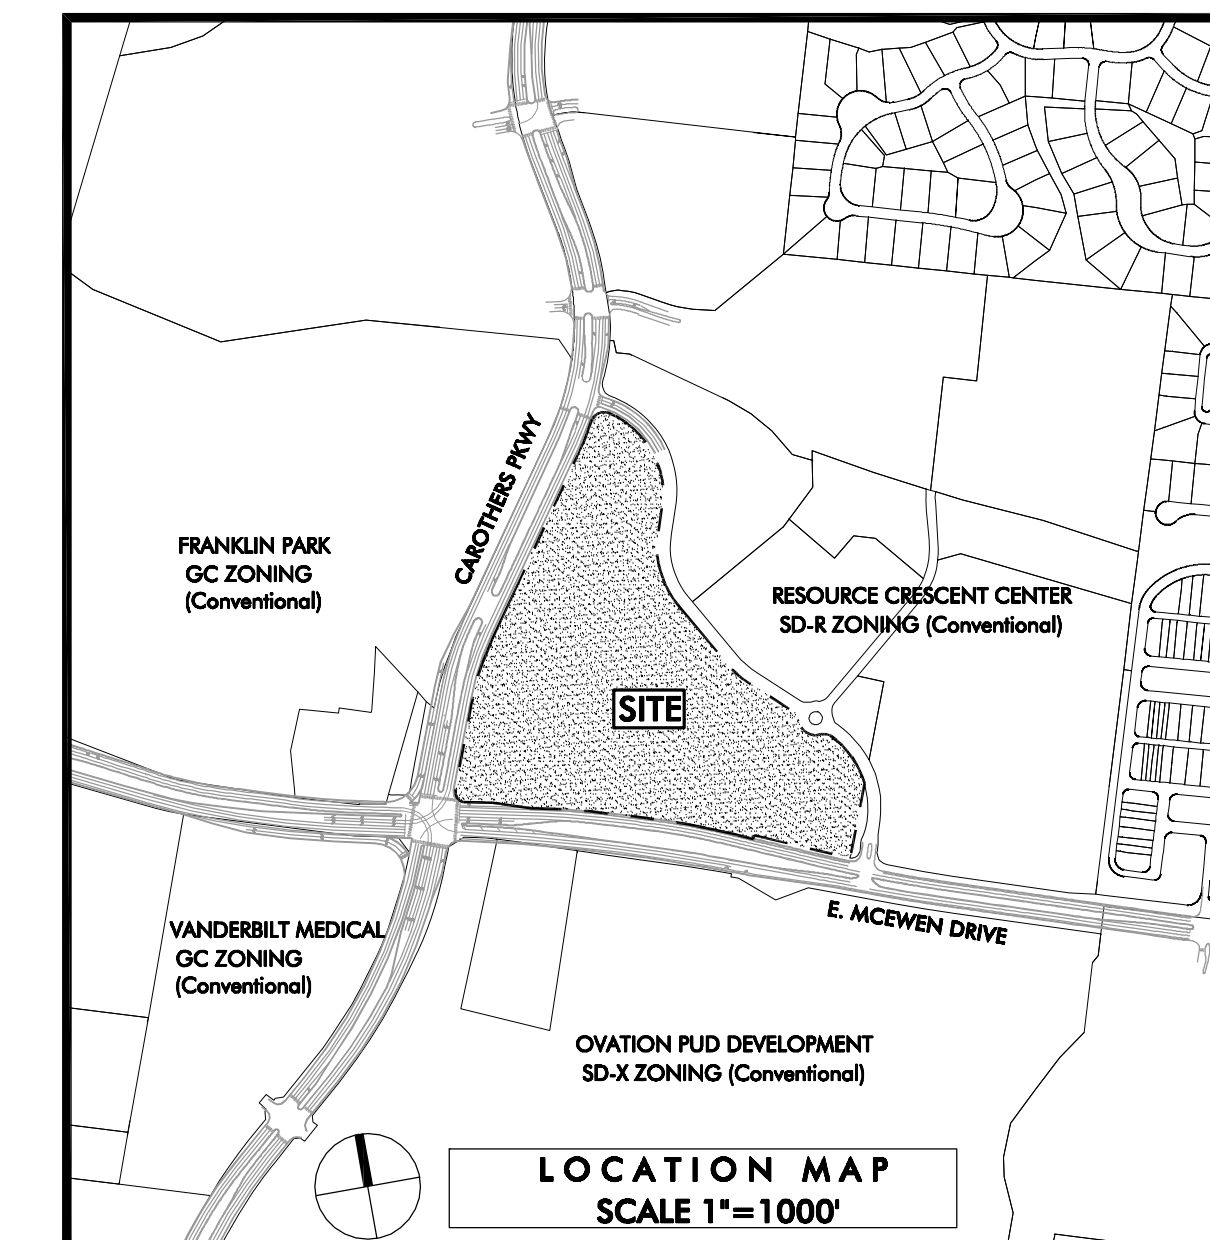 CAROTHERS PKWY
FRANKLIN PARK
GC ZONING
(Conventional)
RESOURCE CRESCENT CENTER
SD-R ZONING (Conventional)
SITE
E. MCEWEN DRIVE
VANDERBILT MEDICAL
GC ZONING
(Conventional)
OVATION PUD DEVELOPMENT
SD-X ZONING (Conventional)
LOCATION MAP
SCALE 1"=1000'